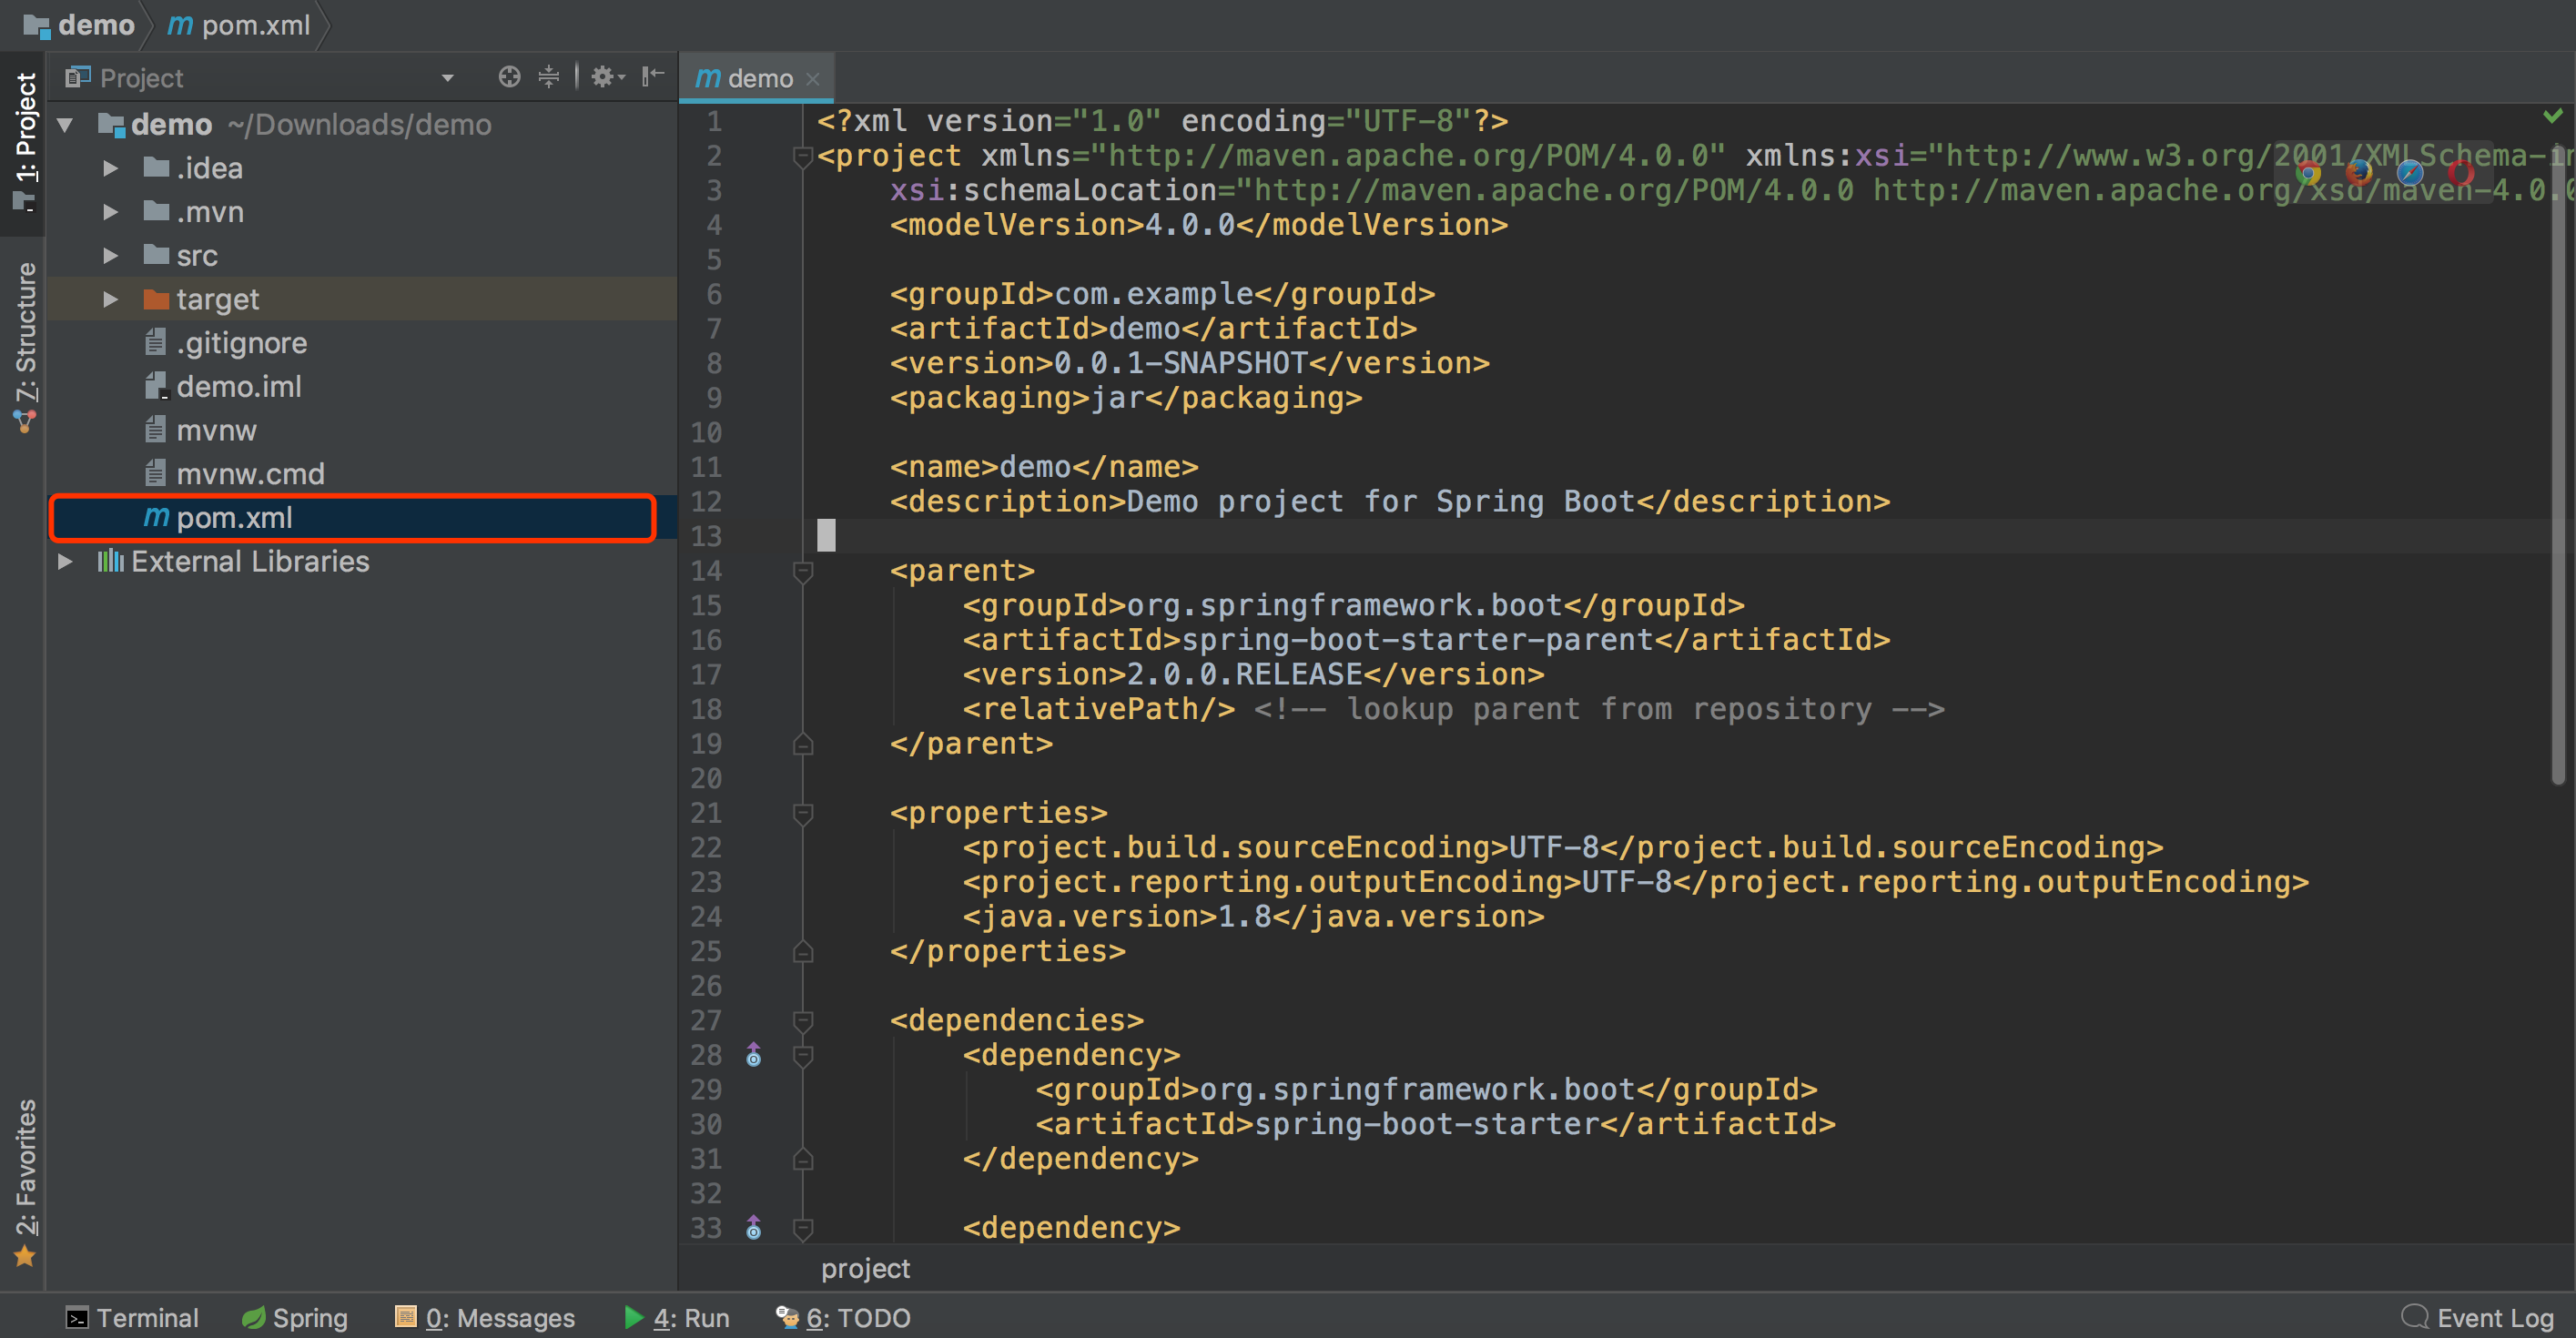 demo m pom.xml
1: Project
7: Structure
2: Favorites
Project
demo ~/Downloads/demo
.idea
.mvn
src
target
.gitignore
demo.iml
mvnw
mvnw.cmd
m pom.xml
External Libraries
m demo
1 <?xml version="1.0" encoding="UTF-8"?>
2 <project xmlns="http://maven.apache.org/POM/4.0.0" xmlns:xsi="http://www.w3.org/2001/XMLSchema-in
3 xsi:schemaLocation="http://maven.apache.org/POM/4.0.0 http://maven.apache.org/xsd/maven-4.0.0
4 <modelVersion>4.0.0</modelVersion>
5
6 <groupId>com.example</groupId>
7 <artifactId>demo</artifactId>
8 <version>0.0.1-SNAPSHOT</version>
9 <packaging>jar</packaging>
10
11 <name>demo</name>
12 <description>Demo project for Spring Boot</description>
13
14 <parent>
15 <groupId>org.springframework.boot</groupId>
16 <artifactId>spring-boot-starter-parent</artifactId>
17 <version>2.0.0.RELEASE</version>
18 <relativePath/> <!-- lookup parent from repository -->
19 </parent>
20
21 <properties>
22 <project.build.sourceEncoding>UTF-8</project.build.sourceEncoding>
23 <project.reporting.outputEncoding>UTF-8</project.reporting.outputEncoding>
24 <java.version>1.8</java.version>
25 </properties>
26
27 <dependencies>
28 <dependency>
29 <groupId>org.springframework.boot</groupId>
30 <artifactId>spring-boot-starter</artifactId>
31 </dependency>
32
33 <dependency>
project
Terminal Spring 0: Messages 4: Run 6: TODO Event Log